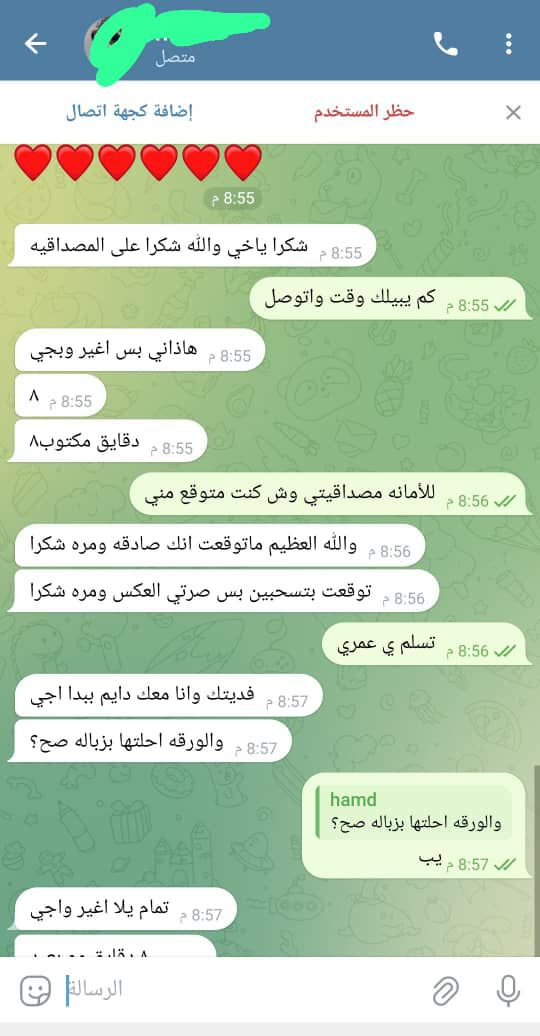 متصل
حظر المستخدم
إضافة كجهة اتصال
8:55 م
شكرا ياخي والله شكرا على المصداقيه
8:55 م
كم يبيلك وقت واتوصل
8:55 م
هاذاني بس اغير وبجي
8:55 م
٨
8:55 م
دقايق مكتوب٨
8:55 م
للأمانه مصداقيتي وش كنت متوقع مني
8:56 م
والله العظيم ماتوقعت انك صادقه ومره شكرا
8:56 م
توقعت بتسحبين بس صرتي العكس ومره شكرا
8:56 م
تسلم ي عمري
8:56 م
فديتك وانا معك دايم ببدا اجي
8:57 م
والورقه احلتها بزباله صح؟
8:57 م
hamd
والورقه احلتها بزباله صح؟
يب
8:57 م
تمام يلا اغير واجي
8:57 م
٨ دقايق
الرسالة